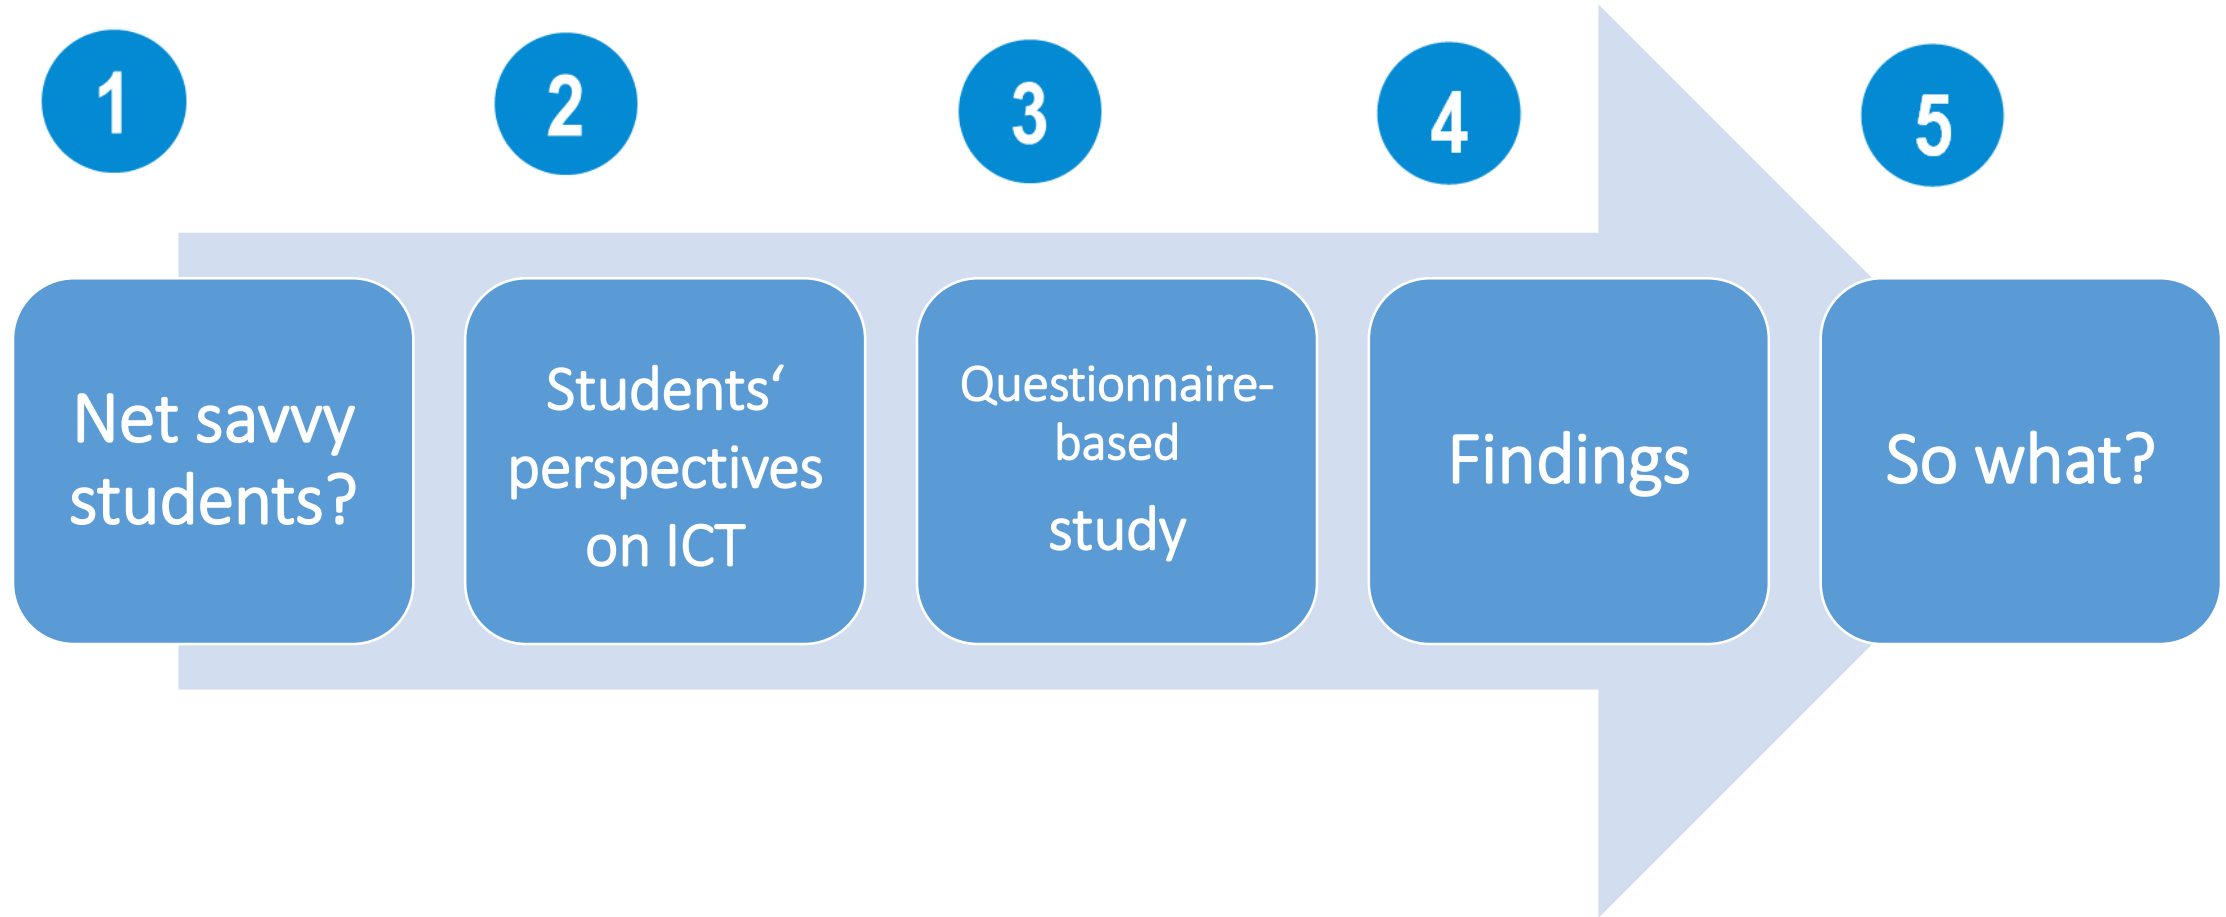 1
2
3
4
5
Net savvy
students?
Students‘
perspectives
on ICT
Questionnaire-
based
study
Findings
So what?